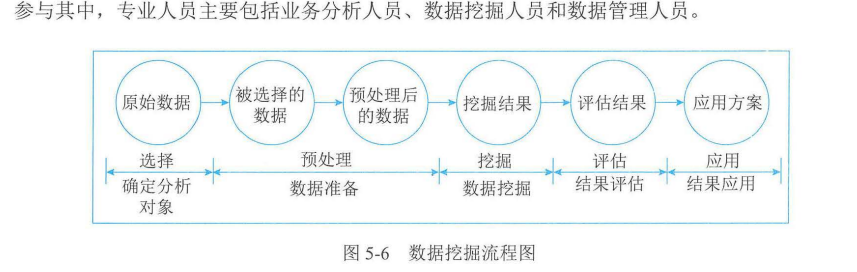 参与其中，专业人员主要包括业务分析人员、数据挖掘人员和数据管理人员。
原始数据
被选择的
数据
预处理后
的数据
挖掘结果
评估结果
应用方案
选择
预处理
挖掘
评估
应用
确定分析
对象
数据准备
数据挖掘
结果评估
结果应用
图 5-6 数据挖掘流程图